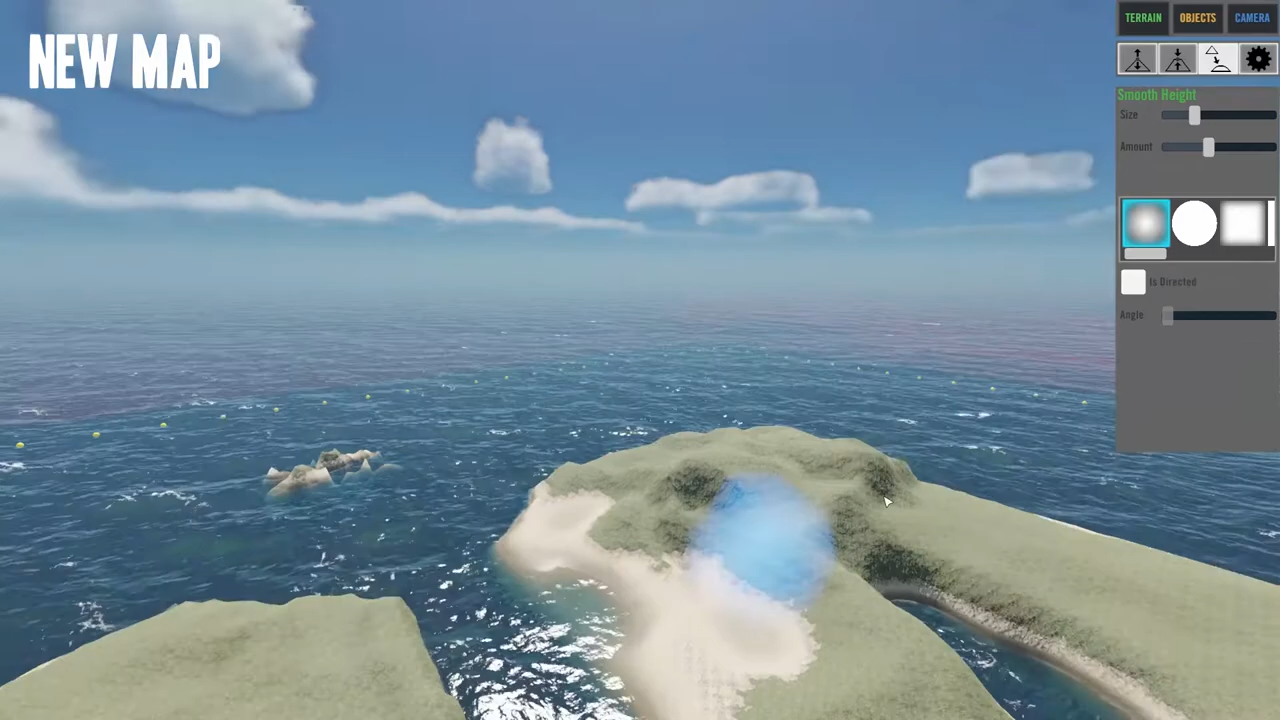 NEW MAP
TERRAIN OBJECTS CAMERA
Smooth Height
Size
Amount
Is Directed
Angle